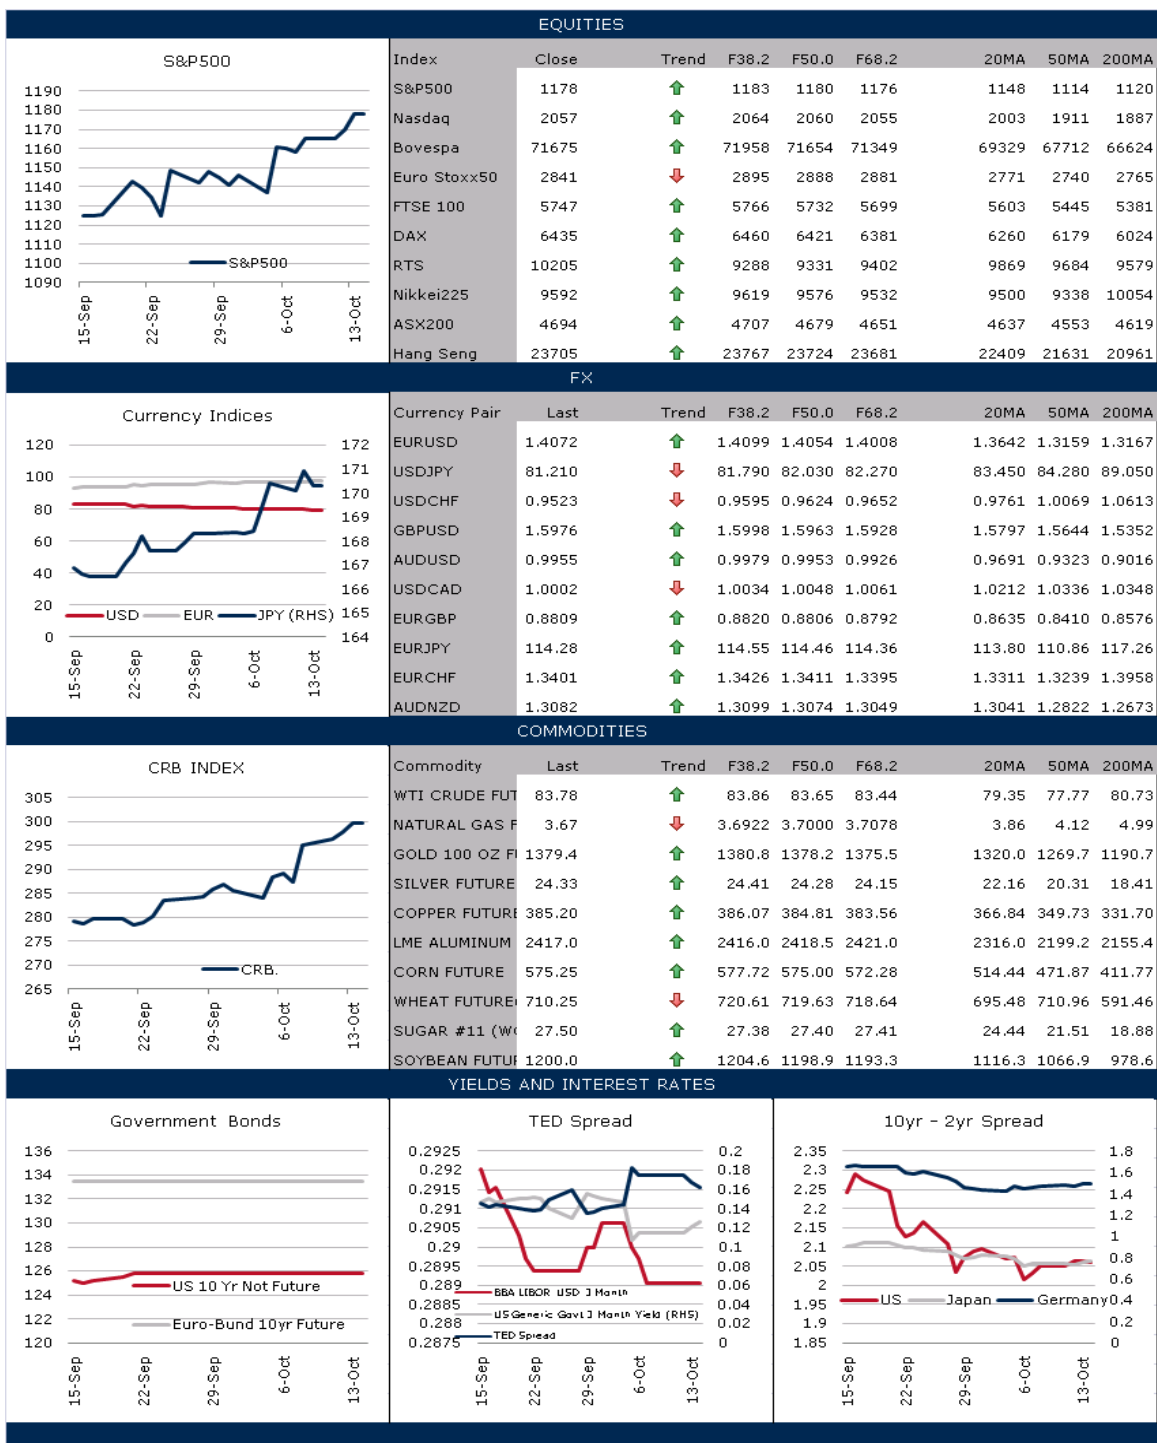 EQUITIES
S&P500
1190
1180
1170
1160
1150
1140
1130
1120
1110
1100
1090
S&P500
15-Sep 22-Sep 29-Sep 6-Oct 13-Oct
Index Close Trend F38.2 F50.0 F68.2 20MA 50MA 200MA
S&P500 1178 1183 1180 1176 1148 1114 1120
Nasdaq 2057 2064 2060 2055 2003 1911 1887
Bovespa 71675 71958 71654 71349 69329 67712 66624
Euro Stoxx50 2841 2895 2888 2881 2771 2740 2765
FTSE 100 5747 5766 5732 5699 5603 5445 5381
DAX 6435 6460 6421 6381 6260 6179 6024
RTS 10205 9288 9331 9402 9869 9684 9579
Nikkei225 9592 9619 9576 9532 9500 9338 10054
ASX200 4694 4707 4679 4651 4637 4553 4619
Hang Seng 23705 23767 23724 23681 22409 21631 20961
FX
Currency Indices
120 172
100 171
80 170
60 169
40 168
20 167
0 166
165
164
USD EUR JPY (RHS)
15-Sep 22-Sep 29-Sep 6-Oct 13-Oct
Currency Pair Last Trend F38.2 F50.0 F68.2 20MA 50MA 200MA
EURUSD 1.4072 1.4099 1.4054 1.4008 1.3642 1.3159 1.3167
USDJPY 81.210 81.790 82.030 82.270 83.450 84.280 89.050
USDCHF 0.9523 0.9595 0.9624 0.9652 0.9761 1.0069 1.0613
GBPUSD 1.5976 1.5998 1.5963 1.5928 1.5797 1.5644 1.5352
AUDUSD 0.9955 0.9979 0.9953 0.9926 0.9691 0.9323 0.9016
USDCAD 1.0002 1.0034 1.0048 1.0061 1.0212 1.0336 1.0348
EURGBP 0.8809 0.8820 0.8806 0.8792 0.8635 0.8410 0.8576
EURJPY 114.28 114.55 114.46 114.36 113.80 110.86 117.26
EURCHF 1.3401 1.3426 1.3411 1.3395 1.3311 1.3239 1.3958
AUDNZD 1.3082 1.3099 1.3074 1.3049 1.3041 1.2822 1.2673
COMMODITIES
CRB INDEX
305
300
295
290
285
280
275
270
265
CRB.
15-Sep 22-Sep 29-Sep 6-Oct 13-Oct
Commodity Last Trend F38.2 F50.0 F68.2 20MA 50MA 200MA
WTI CRUDE FUT 83.78 83.86 83.65 83.44 79.35 77.77 80.73
NATURAL GAS F 3.67 3.6922 3.7000 3.7078 3.86 4.12 4.99
GOLD 100 OZ F 1379.4 1380.8 1378.2 1375.5 1320.0 1269.7 1190.7
SILVER FUTURE 24.33 24.41 24.28 24.15 22.16 20.31 18.41
COPPER FUTURE 385.20 386.07 384.81 383.56 366.84 349.73 331.70
LME ALUMINUM 2417.0 2416.0 2418.5 2421.0 2316.0 2199.2 2155.4
CORN FUTURE 575.25 577.72 575.00 572.28 514.44 471.87 411.77
WHEAT FUTURE 710.25 720.61 719.63 718.64 695.48 710.96 591.46
SUGAR #11 (W 27.50 27.38 27.40 27.41 24.44 21.51 18.88
SOYBEAN FUTU 1200.0 1204.6 1198.9 1193.3 1116.3 1066.9 978.6
YIELDS AND INTEREST RATES
Government Bonds
136
134
132
130
128
126
124
122
120
US 10 Yr Not Future
Euro-Bund 10yr Future
15-Sep 22-Sep 29-Sep 6-Oct 13-Oct
TED Spread
0.2925 0.2
0.292 0.18
0.2915 0.16
0.291 0.14
0.2905 0.12
0.29 0.1
0.2895 0.08
0.289 0.06
0.2885 0.04
0.288 0.02
0.2875 0
BBA LIBOR USD 3 Month
US Generic Govt 3 Month Yield (RHS)
TED Spread
15-Sep 22-Sep 29-Sep 6-Oct 13-Oct
10yr - 2yr Spread
2.35 1.8
2.3 1.6
2.25 1.4
2.2 1.2
2.15 1
2.1 0.8
2.05 0.6
2 0.4
1.95 0.2
1.9 0
1.85
US Japan Germany
15-Sep 22-Sep 29-Sep 6-Oct 13-Oct